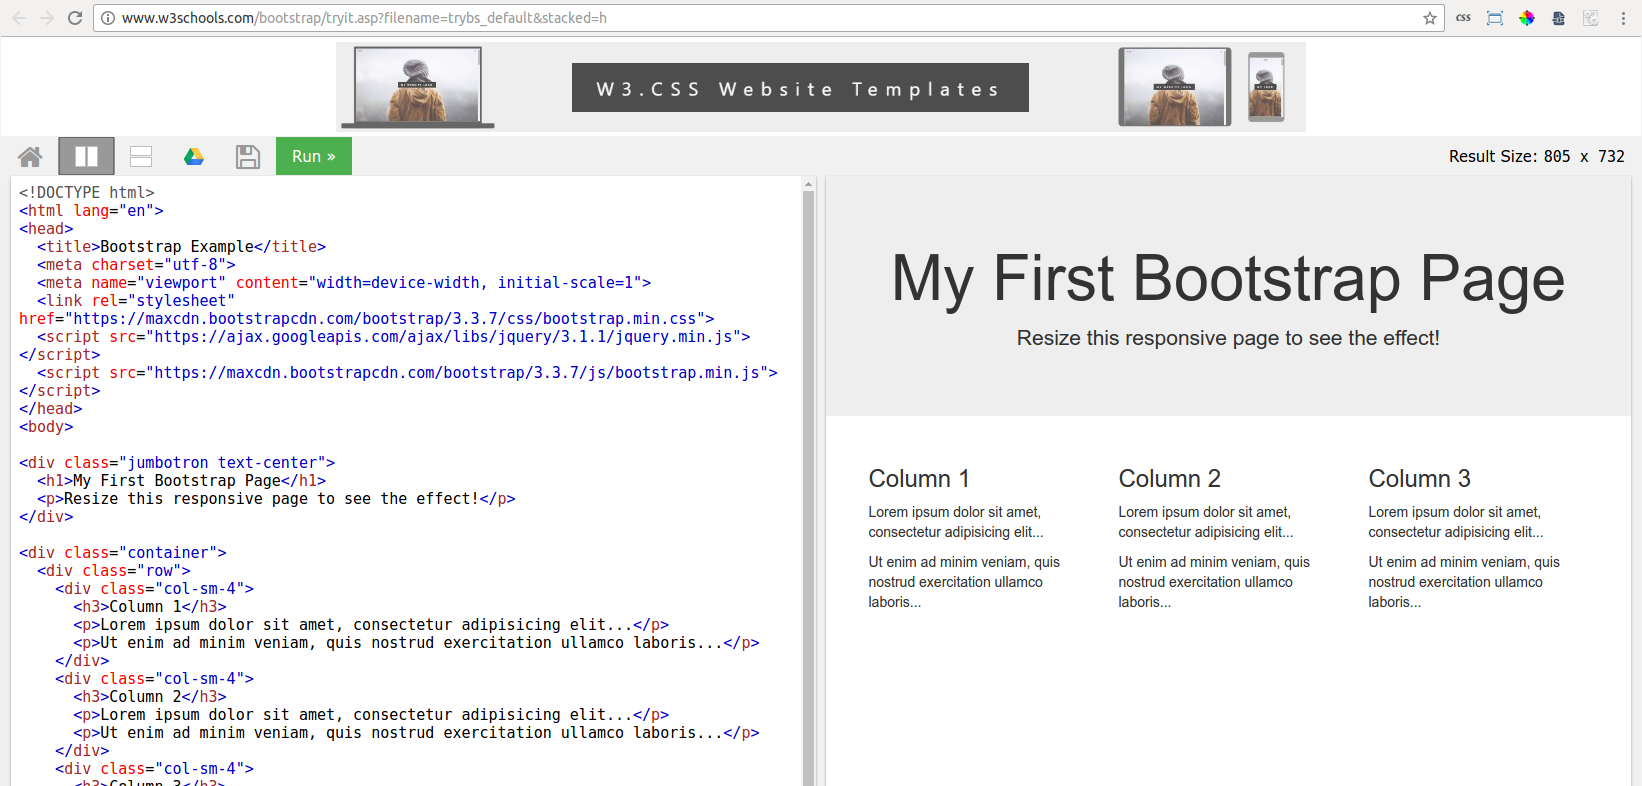 www.w3schools.com/bootstrap/tryit.asp?filename=trybs_default&stacked=h
css
W3.CSS Website Templates
Run »
Result Size: 805 x 732
<!DOCTYPE html>
<html lang="en">
<head>
  <title>Bootstrap Example</title>
  <meta charset="utf-8">
  <meta name="viewport" content="width=device-width, initial-scale=1">
  <link rel="stylesheet"
href="https://maxcdn.bootstrapcdn.com/bootstrap/3.3.7/css/bootstrap.min.css">
  <script src="https://ajax.googleapis.com/ajax/libs/jquery/3.1.1/jquery.min.js">
</script>
  <script src="https://maxcdn.bootstrapcdn.com/bootstrap/3.3.7/js/bootstrap.min.js">
</script>
</head>
<body>
<div class="jumbotron text-center">
  <h1>My First Bootstrap Page</h1>
  <p>Resize this responsive page to see the effect!</p>
</div>
<div class="container">
  <div class="row">
    <div class="col-sm-4">
      <h3>Column 1</h3>
      <p>Lorem ipsum dolor sit amet, consectetur adipisicing elit...</p>
      <p>Ut enim ad minim veniam, quis nostrud exercitation ullamco laboris...</p>
    </div>
    <div class="col-sm-4">
      <h3>Column 2</h3>
      <p>Lorem ipsum dolor sit amet, consectetur adipisicing elit...</p>
      <p>Ut enim ad minim veniam, quis nostrud exercitation ullamco laboris...</p>
    </div>
    <div class="col-sm-4">
      <h3>Column 3</h3>
My First Bootstrap Page
Resize this responsive page to see the effect!
Column 1
Lorem ipsum dolor sit amet,
consectetur adipisicing elit...
Ut enim ad minim veniam, quis
nostrud exercitation ullamco
laboris...
Column 2
Lorem ipsum dolor sit amet,
consectetur adipisicing elit...
Ut enim ad minim veniam, quis
nostrud exercitation ullamco
laboris...
Column 3
Lorem ipsum dolor sit amet,
consectetur adipisicing elit...
Ut enim ad minim veniam, quis
nostrud exercitation ullamco
laboris...